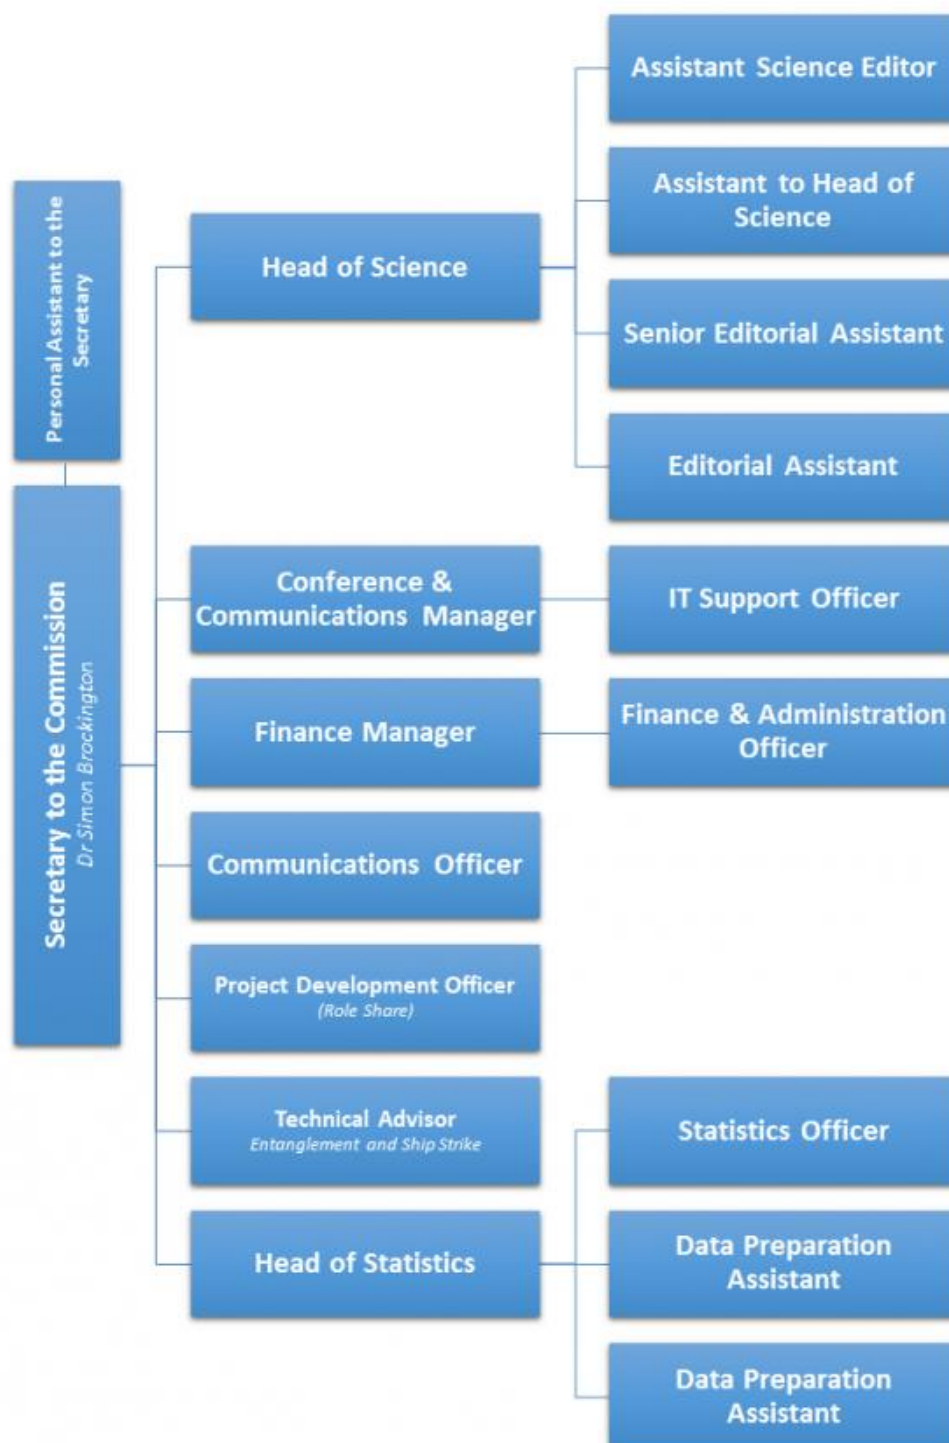 Personal Assistant to the
Secretary
Secretary to the Commission
Dr Simon Brockington
Head of Science
Assistant Science Editor
Assistant to Head of
Science
Senior Editorial Assistant
Editorial Assistant
Conference &
Communications Manager
IT Support Officer
Finance Manager
Finance & Administration
Officer
Communications Officer
Project Development Officer
(Role Share)
Technical Advisor
Entanglement and Ship Strike
Head of Statistics
Statistics Officer
Data Preparation
Assistant
Data Preparation
Assistant